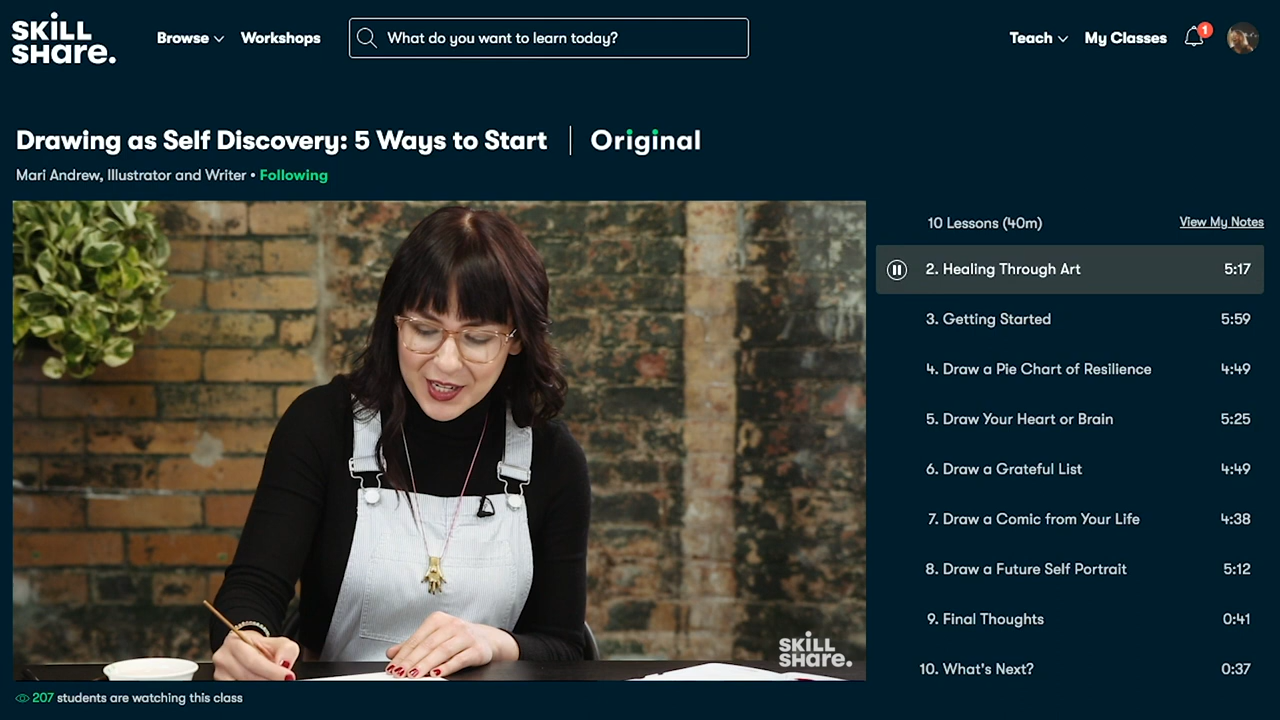 SKILL
SHare.
Browse
Workshops
What do you want to learn today?
Teach
My Classes
1
Drawing as Self Discovery: 5 Ways to Start
Original
Mari Andrew, Illustrator and Writer • Following
10 Lessons (40m)
View My Notes
2. Healing Through Art 5:17
3. Getting Started 5:59
4. Draw a Pie Chart of Resilience 4:49
5. Draw Your Heart or Brain 5:25
6. Draw a Grateful List 4:49
7. Draw a Comic from Your Life 4:38
8. Draw a Future Self Portrait 5:12
9. Final Thoughts 0:41
10. What's Next? 0:37
SKILL
SHare.
207 students are watching this class